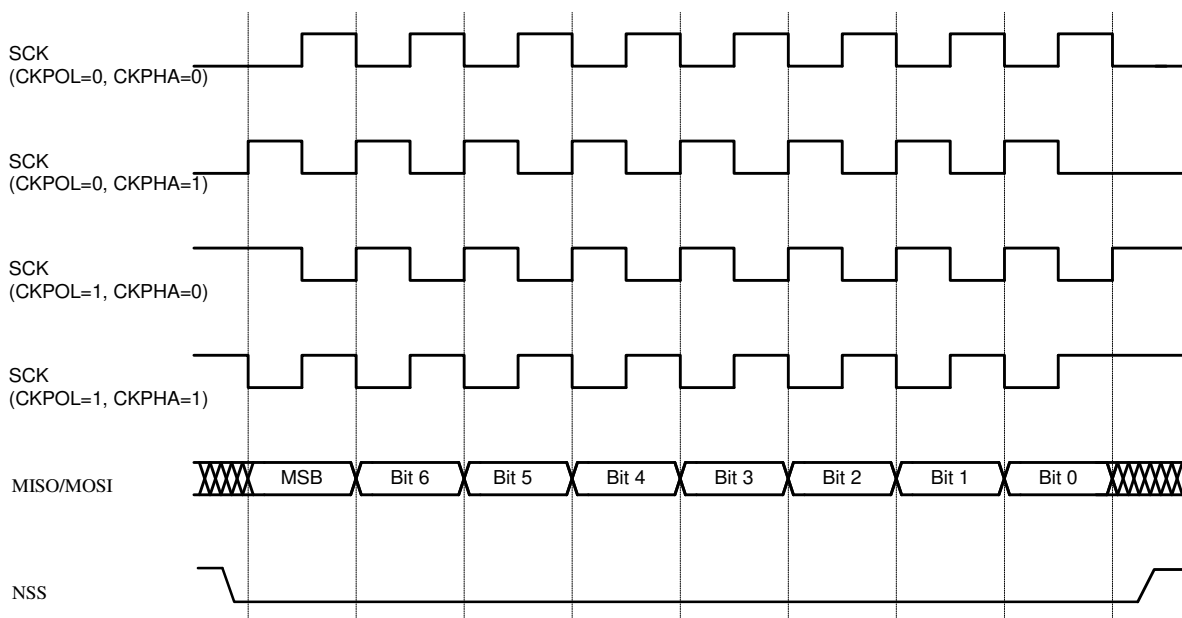 SCK
(CKPOL=0, CKPHA=0)
SCK
(CKPOL=0, CKPHA=1)
SCK
(CKPOL=1, CKPHA=0)
SCK
(CKPOL=1, CKPHA=1)
MISO/MOSI
MSB
Bit 6
Bit 5
Bit 4
Bit 3
Bit 2
Bit 1
Bit 0
NSS